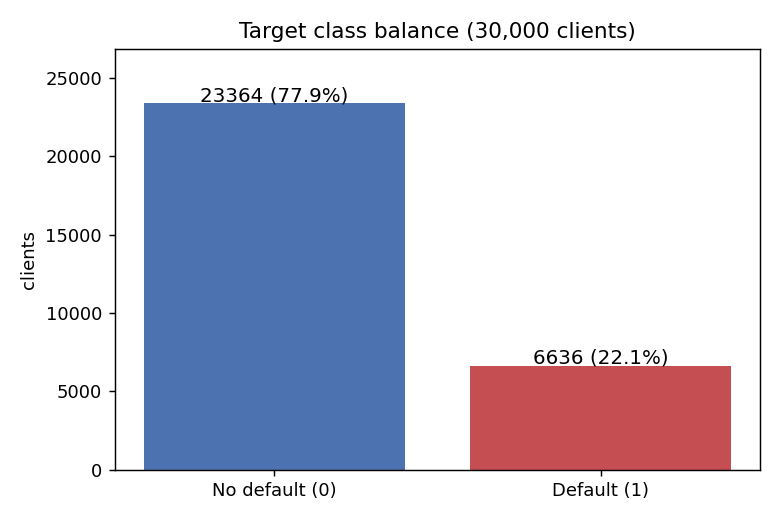 Target class balance (30,000 clients)
clients
25000
20000
15000
10000
5000
0
23364 (77.9%)
6636 (22.1%)
No default (0)
Default (1)